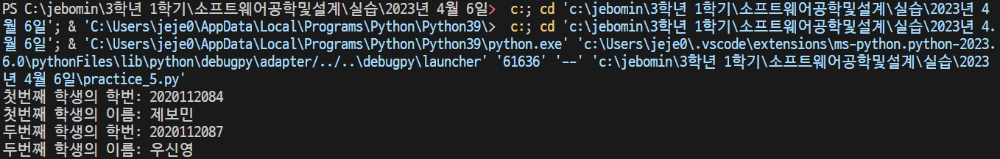 PS C:\jebomin\3학년 1학기\소프트웨어공학및설계\실습\2023년 4월 6일>  c:; cd 'c:\jebomin\3학년 1학기\소프트웨어공학및설계\실습\2023년 4
월 6일'; & 'C:\Users\jeje0\AppData\Local\Programs\Python\Python39\>  c:; cd 'c:\jebomin\3학년 1학기\소프트웨어공학및설계\실습\2023년 4.
월 6일'; & 'C:\Users\jeje0\AppData\Local\Programs\Python\Python39\python.exe' 'c:\Users\jeje0\.vscode\extensions\ms-python.python-2023.
6.0\pythonFiles\lib\python\debugpy\adapter/../..\debugpy\launcher' '61636' '--' 'c:\jebomin\3학년 1학기\소프트웨어공학및설계\실습\2023
년 4월 6일\practice_5.py'
첫번째 학생의 학번: 2020112084
첫번째 학생의 이름: 제보민
두번째 학생의 학번: 2020112087
두번째 학생의 이름: 우신영